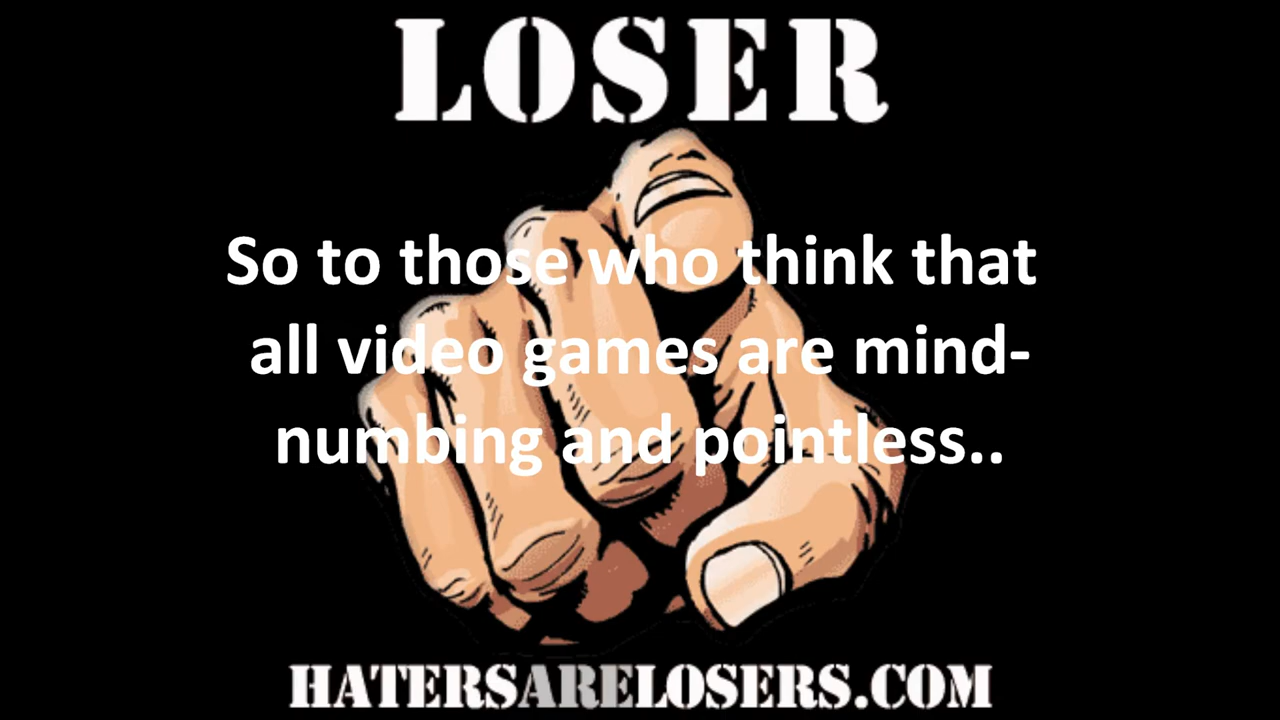 LOSER
So to those who think that
all video games are mind-
numbing and pointless..
HATERSARELOSERS.COM